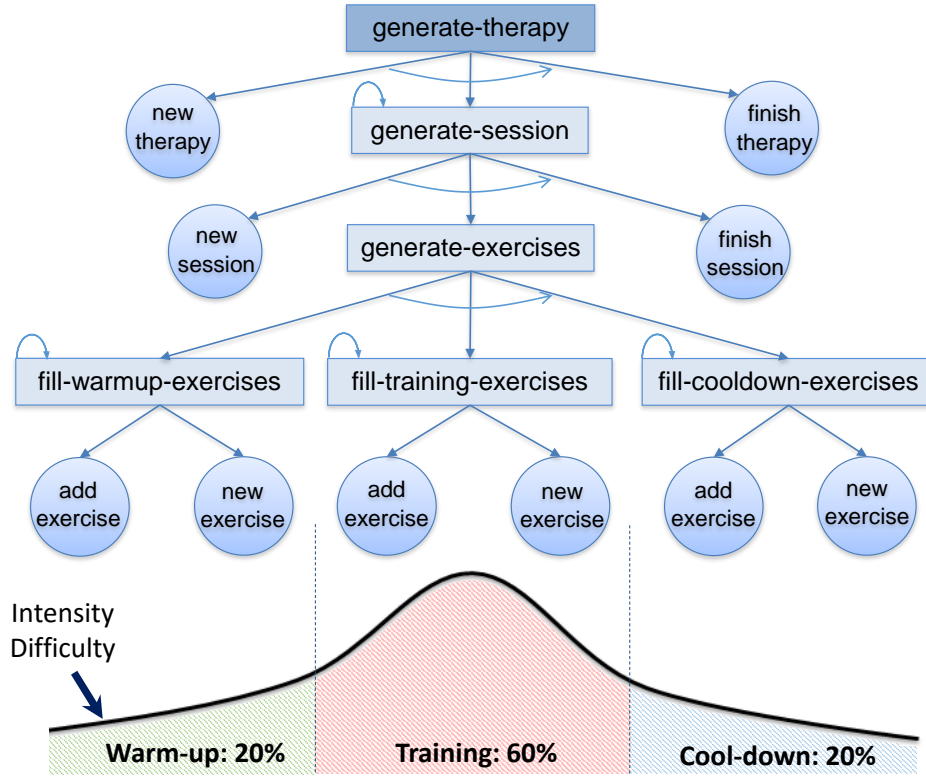 generate-therapy
new
therapy
generate-session
finish
therapy
new
session
generate-exercises
finish
session
fill-warmup-exercises
fill-training-exercises
fill-cooldown-exercises
add
exercise
new
exercise
add
exercise
new
exercise
add
exercise
new
exercise
Intensity
Difficulty
Warm-up: 20%
Training: 60%
Cool-down: 20%